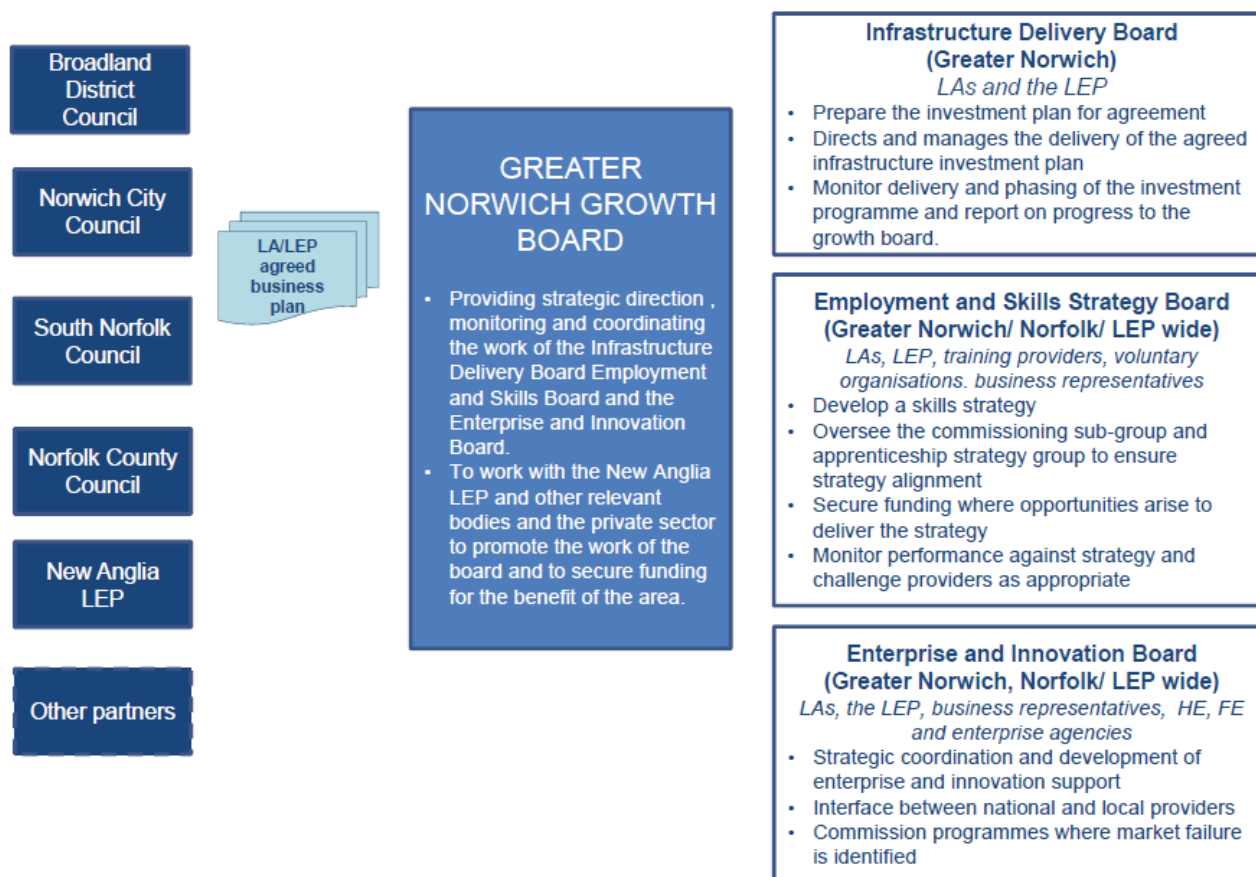 Broadland
District
Council
Norwich City
Council
South Norfolk
Council
Norfolk County
Council
New Anglia
LEP
Other partners
LA/LEP
agreed
business
plan
GREATER
NORWICH GROWTH
BOARD
• Providing strategic direction ,
monitoring and coordinating
the work of the Infrastructure
Delivery Board Employment
and Skills Board and the
Enterprise and Innovation
Board.
• To work with the New Anglia
LEP and other relevant
bodies and the private sector
to promote the work of the
board and to secure funding
for the benefit of the area.
Infrastructure Delivery Board
(Greater Norwich)
LAs and the LEP
• Prepare the investment plan for agreement
• Directs and manages the delivery of the agreed
infrastructure investment plan
• Monitor delivery and phasing of the investment
programme and report on progress to the
growth board.
Employment and Skills Strategy Board
(Greater Norwich/ Norfolk/ LEP wide)
LAs, LEP, training providers, voluntary
organisations. business representatives
• Develop a skills strategy
• Oversee the commissioning sub-group and
apprenticeship strategy group to ensure
strategy alignment
• Secure funding where opportunities arise to
deliver the strategy
• Monitor performance against strategy and
challenge providers as appropriate
Enterprise and Innovation Board
(Greater Norwich, Norfolk/ LEP wide)
LAs, the LEP, business representatives, HE, FE
and enterprise agencies
• Strategic coordination and development of
enterprise and innovation support
• Interface between national and local providers
• Commission programmes where market failure
is identified